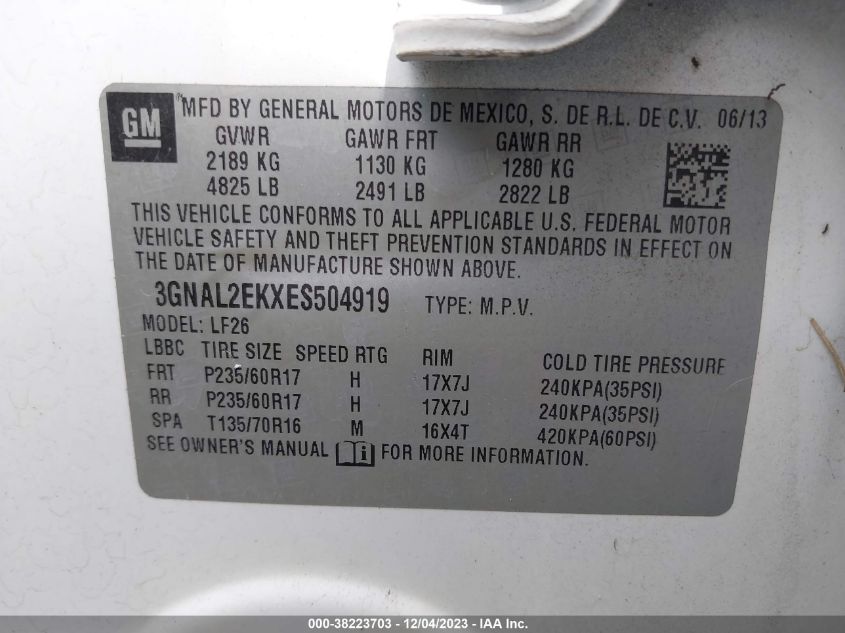 GM
® MFD BY GENERAL MOTORS DE MEXICO, S. DE R.L. DE C.V. 06/13
GVWR GAWR FRT GAWR RR
2189 KG 1130 KG 1280 KG
4825 LB 2491 LB 2822 LB
THIS VEHICLE CONFORMS TO ALL APPLICABLE U.S. FEDERAL MOTOR
VEHICLE SAFETY AND THEFT PREVENTION STANDARDS IN EFFECT ON
THE DATE OF MANUFACTURE SHOWN ABOVE.
3GNAL2EKXES504919 TYPE: M.P.V.
MODEL: LF26
LBBC TIRE SIZE SPEED RTG RIM COLD TIRE PRESSURE
FRT P235/60R17 H 17X7J 240KPA(35PSI)
RR P235/60R17 H 17X7J 240KPA(35PSI)
SPA T135/70R16 M 16X4T 420KPA(60PSI)
SEE OWNER'S MANUAL i FOR MORE INFORMATION.
000-38223703 - 12/04/2023 - IAA Inc.